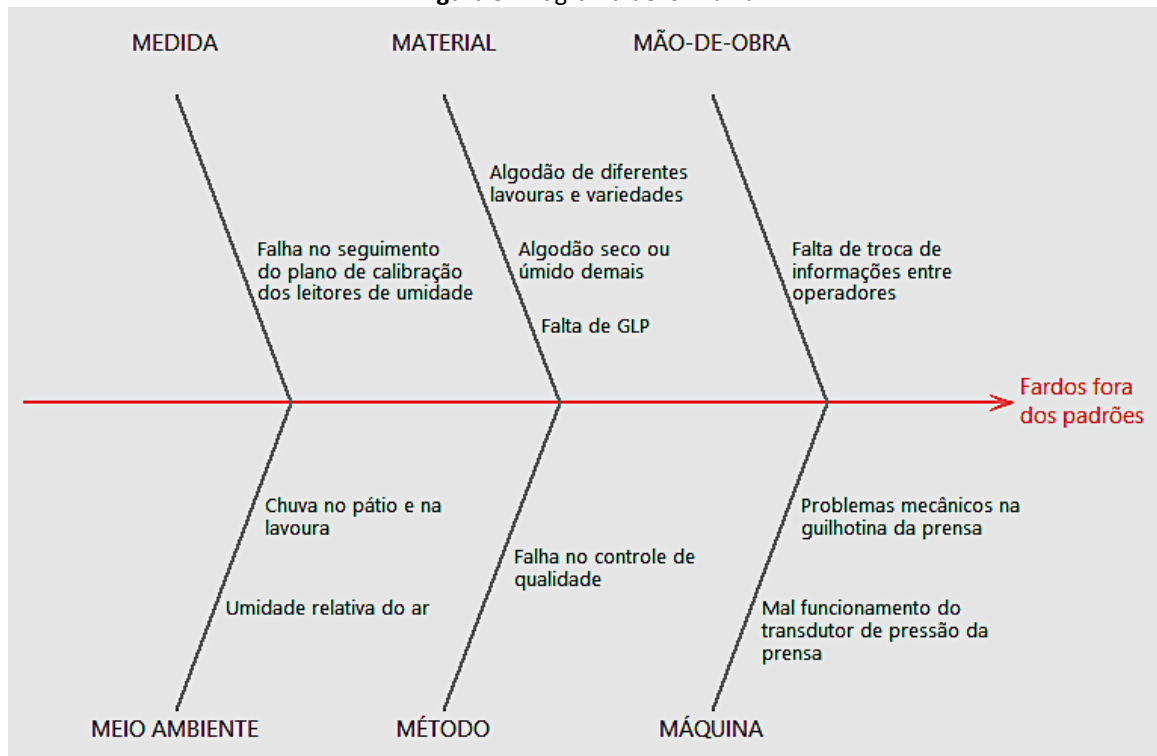 MEDIDA
MATERIAL
MÃO-DE-OBRA
Algodão de diferentes
lavouras e variedades
Falha no seguimento
do plano de calibração
dos leitores de umidade
Algodão seco ou
úmido demais
Falta de troca de
informações entre
operadores
Falta de GLP
Fardos fora
dos padrões
Chuva no pátio e na
lavoura
Problemas mecânicos na
guilhotina da prensa
Falha no controle de
qualidade
Umidade relativa do ar
Mal funcionamento do
transdutor de pressão da
prensa
MEIO AMBIENTE
MÉTODO
MÁQUINA